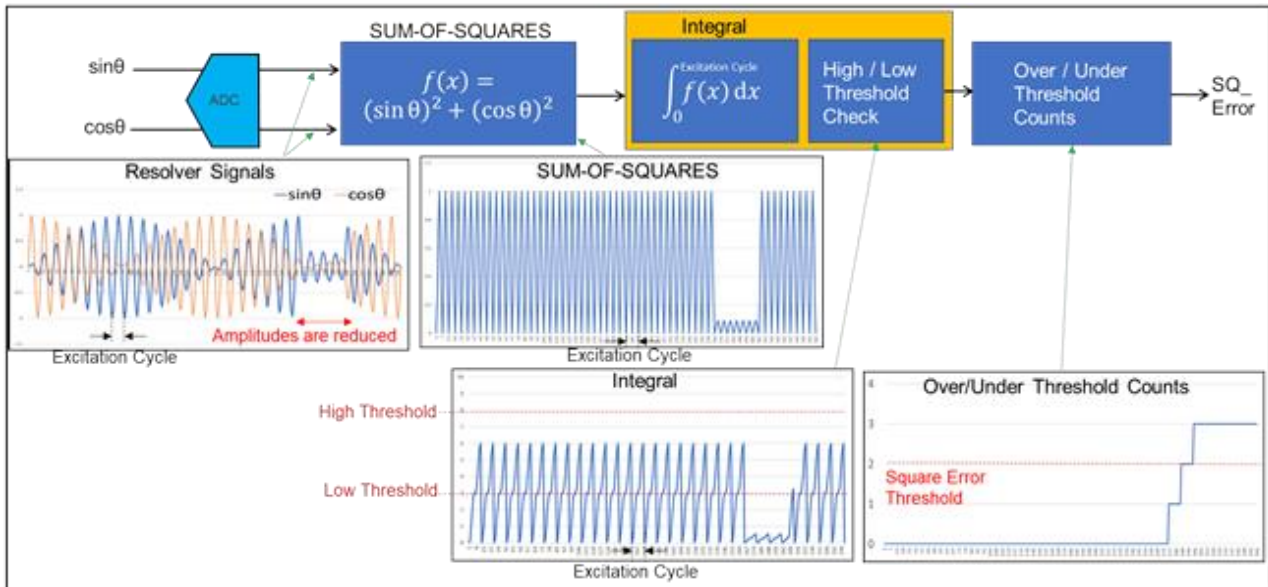 SUM-OF-SQUARES
Integral
sinθ
cosθ
ADC
f(x) =
(sin θ)² + (cos θ)²
∫₀^Excitation Cycle f(x) dx
High / Low
Threshold
Check
Over / Under
Threshold
Counts
SQ_
Error
Resolver Signals
sinθ cosθ
Amplitudes are reduced
Excitation Cycle
SUM-OF-SQUARES
Excitation Cycle
Integral
High Threshold
Low Threshold
Excitation Cycle
Over/Under Threshold Counts
4
3
2
Square Error
Threshold
1
0